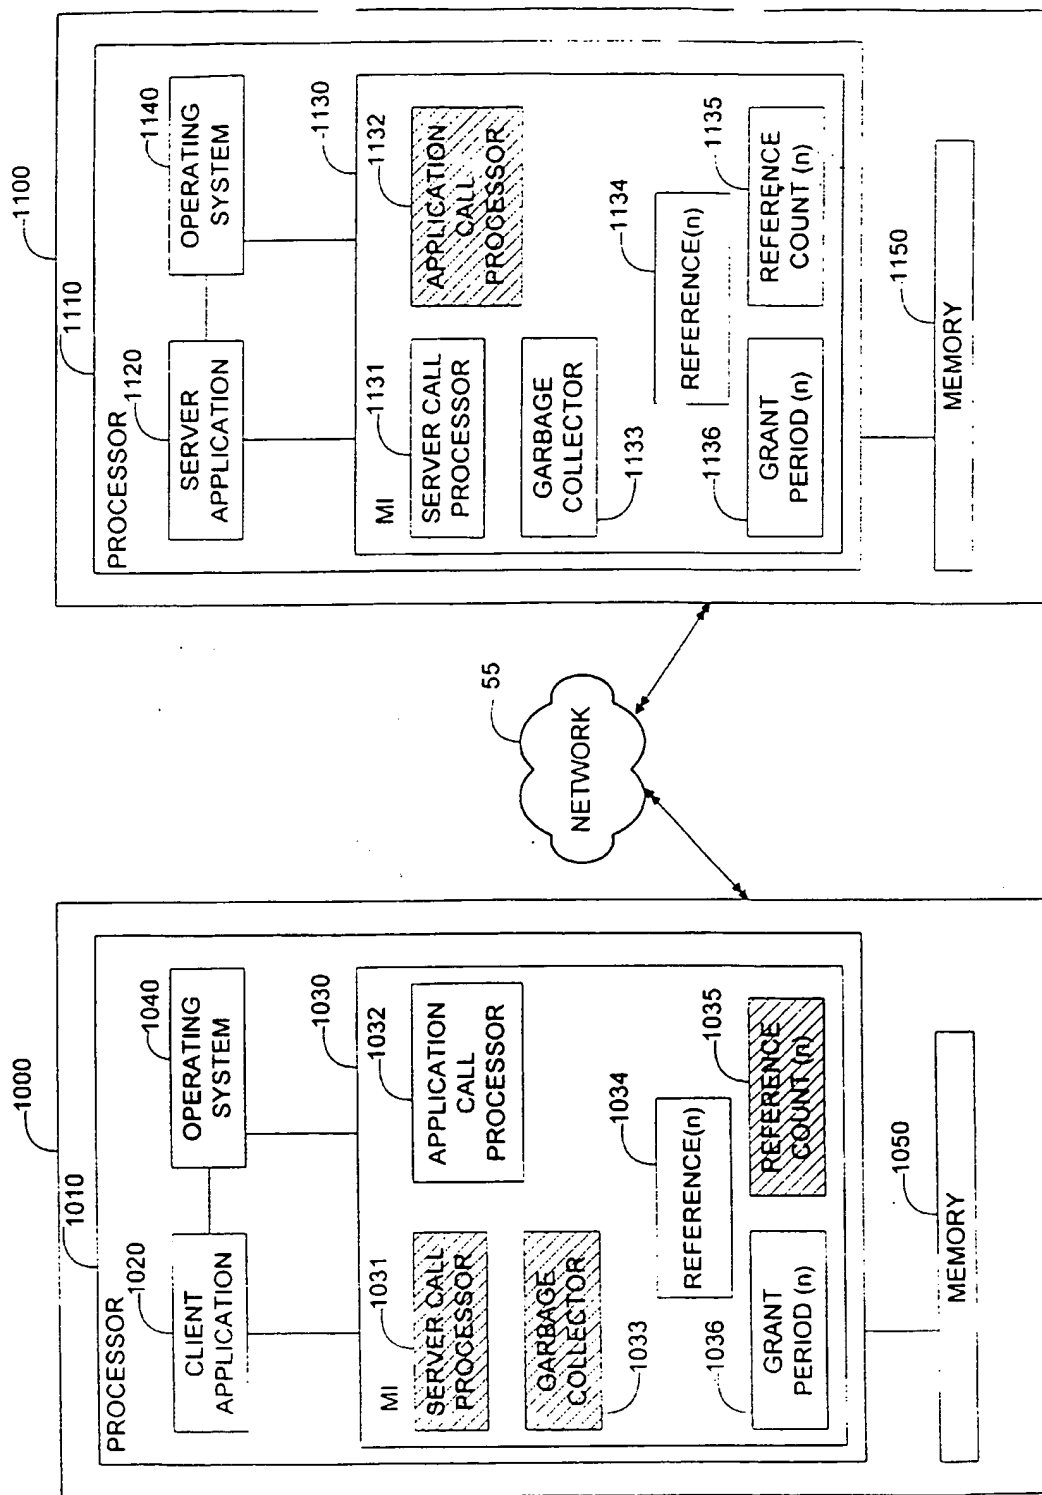 1000
1010
PROCESSOR
1020
CLIENT
APPLICATION
1040
OPERATING
SYSTEM
1030
MI
1031
SERVER CALL
PROCESSOR
1032
APPLICATION
CALL
PROCESSOR
GARBAGE
COLLECTOR
1033
1034
REFERENCE(n)
1036
GRANT
PERIOD (n)
1035
REFERENCE
COUNT (n)
1050
MEMORY
55
NETWORK
1100
1110
PROCESSOR
1120
SERVER
APPLICATION
1140
OPERATING
SYSTEM
1130
MI
1131
SERVER CALL
PROCESSOR
1132
APPLICATION
CALL
PROCESSOR
GARBAGE
COLLECTOR
1133
1134
REFERENCE(n)
1136
GRANT
PERIOD (n)
1135
REFERENCE
COUNT (n)
1150
MEMORY